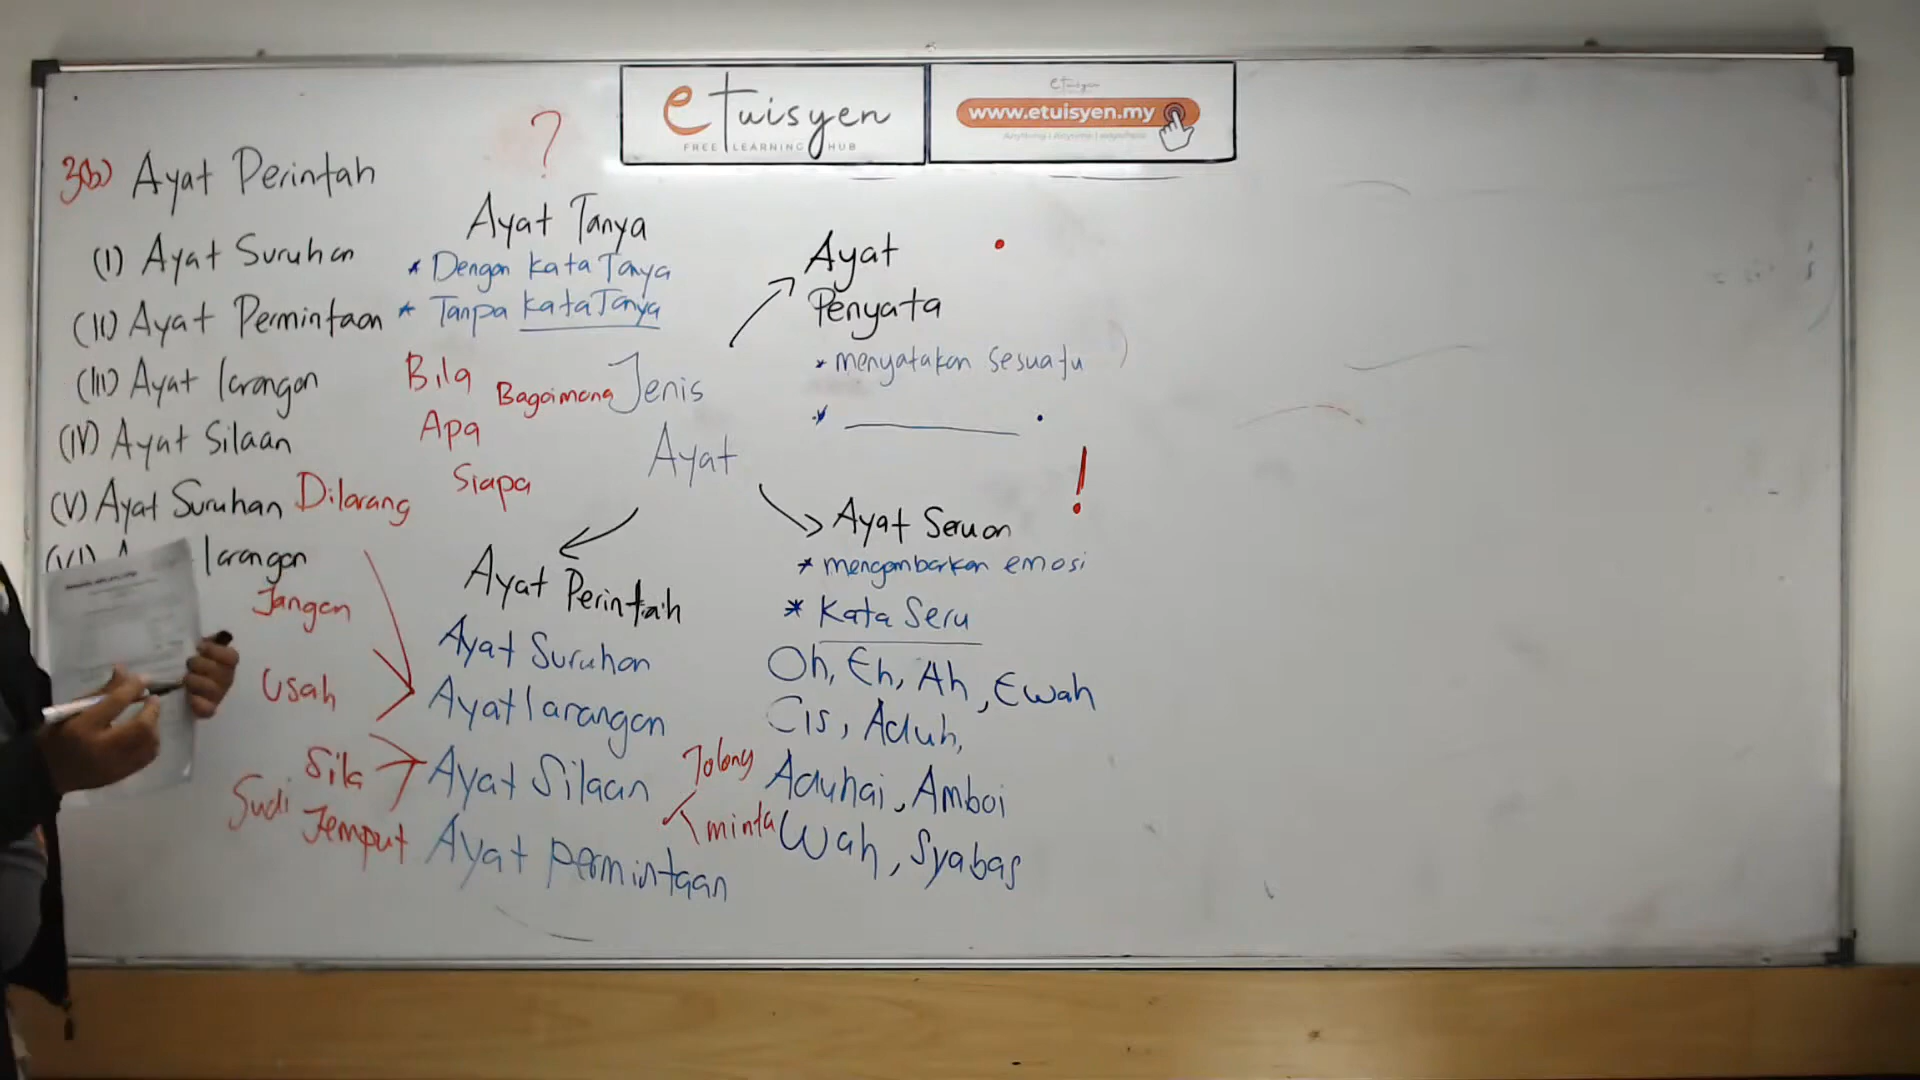 eTuisyen
FREE LEARNING HUB
eTuisyen
www.etuisyen.my
3(b) Ayat Perintah
(I) Ayat Suruhan
(II) Ayat Permintaan
(III) Ayat larangan
(IV) Ayat Silaan
(V) Ayat Suruhan
larangan
?
Ayat Tanya
* Dengan Kata Tanya
* Tanpa Kata Tanya
Bila
Bagaimana
Apa
Siapa
Jenis
Ayat
Ayat
Penyata
* menyatakan sesuatu
* ________ .
!
Ayat Seruan
* mengambarkan emosi
* Kata Seru
Oh, Eh, Ah, Ewah
Cis, Aduh,
Aduhai, Amboi
Wah, Syabas
Ayat Perintah
Ayat Suruhan
Dilarang
Jangan
Usah
Ayat larangan
Sila
Sudi
Jemput
Ayat Silaan
Tolong
minta
Ayat permintaan